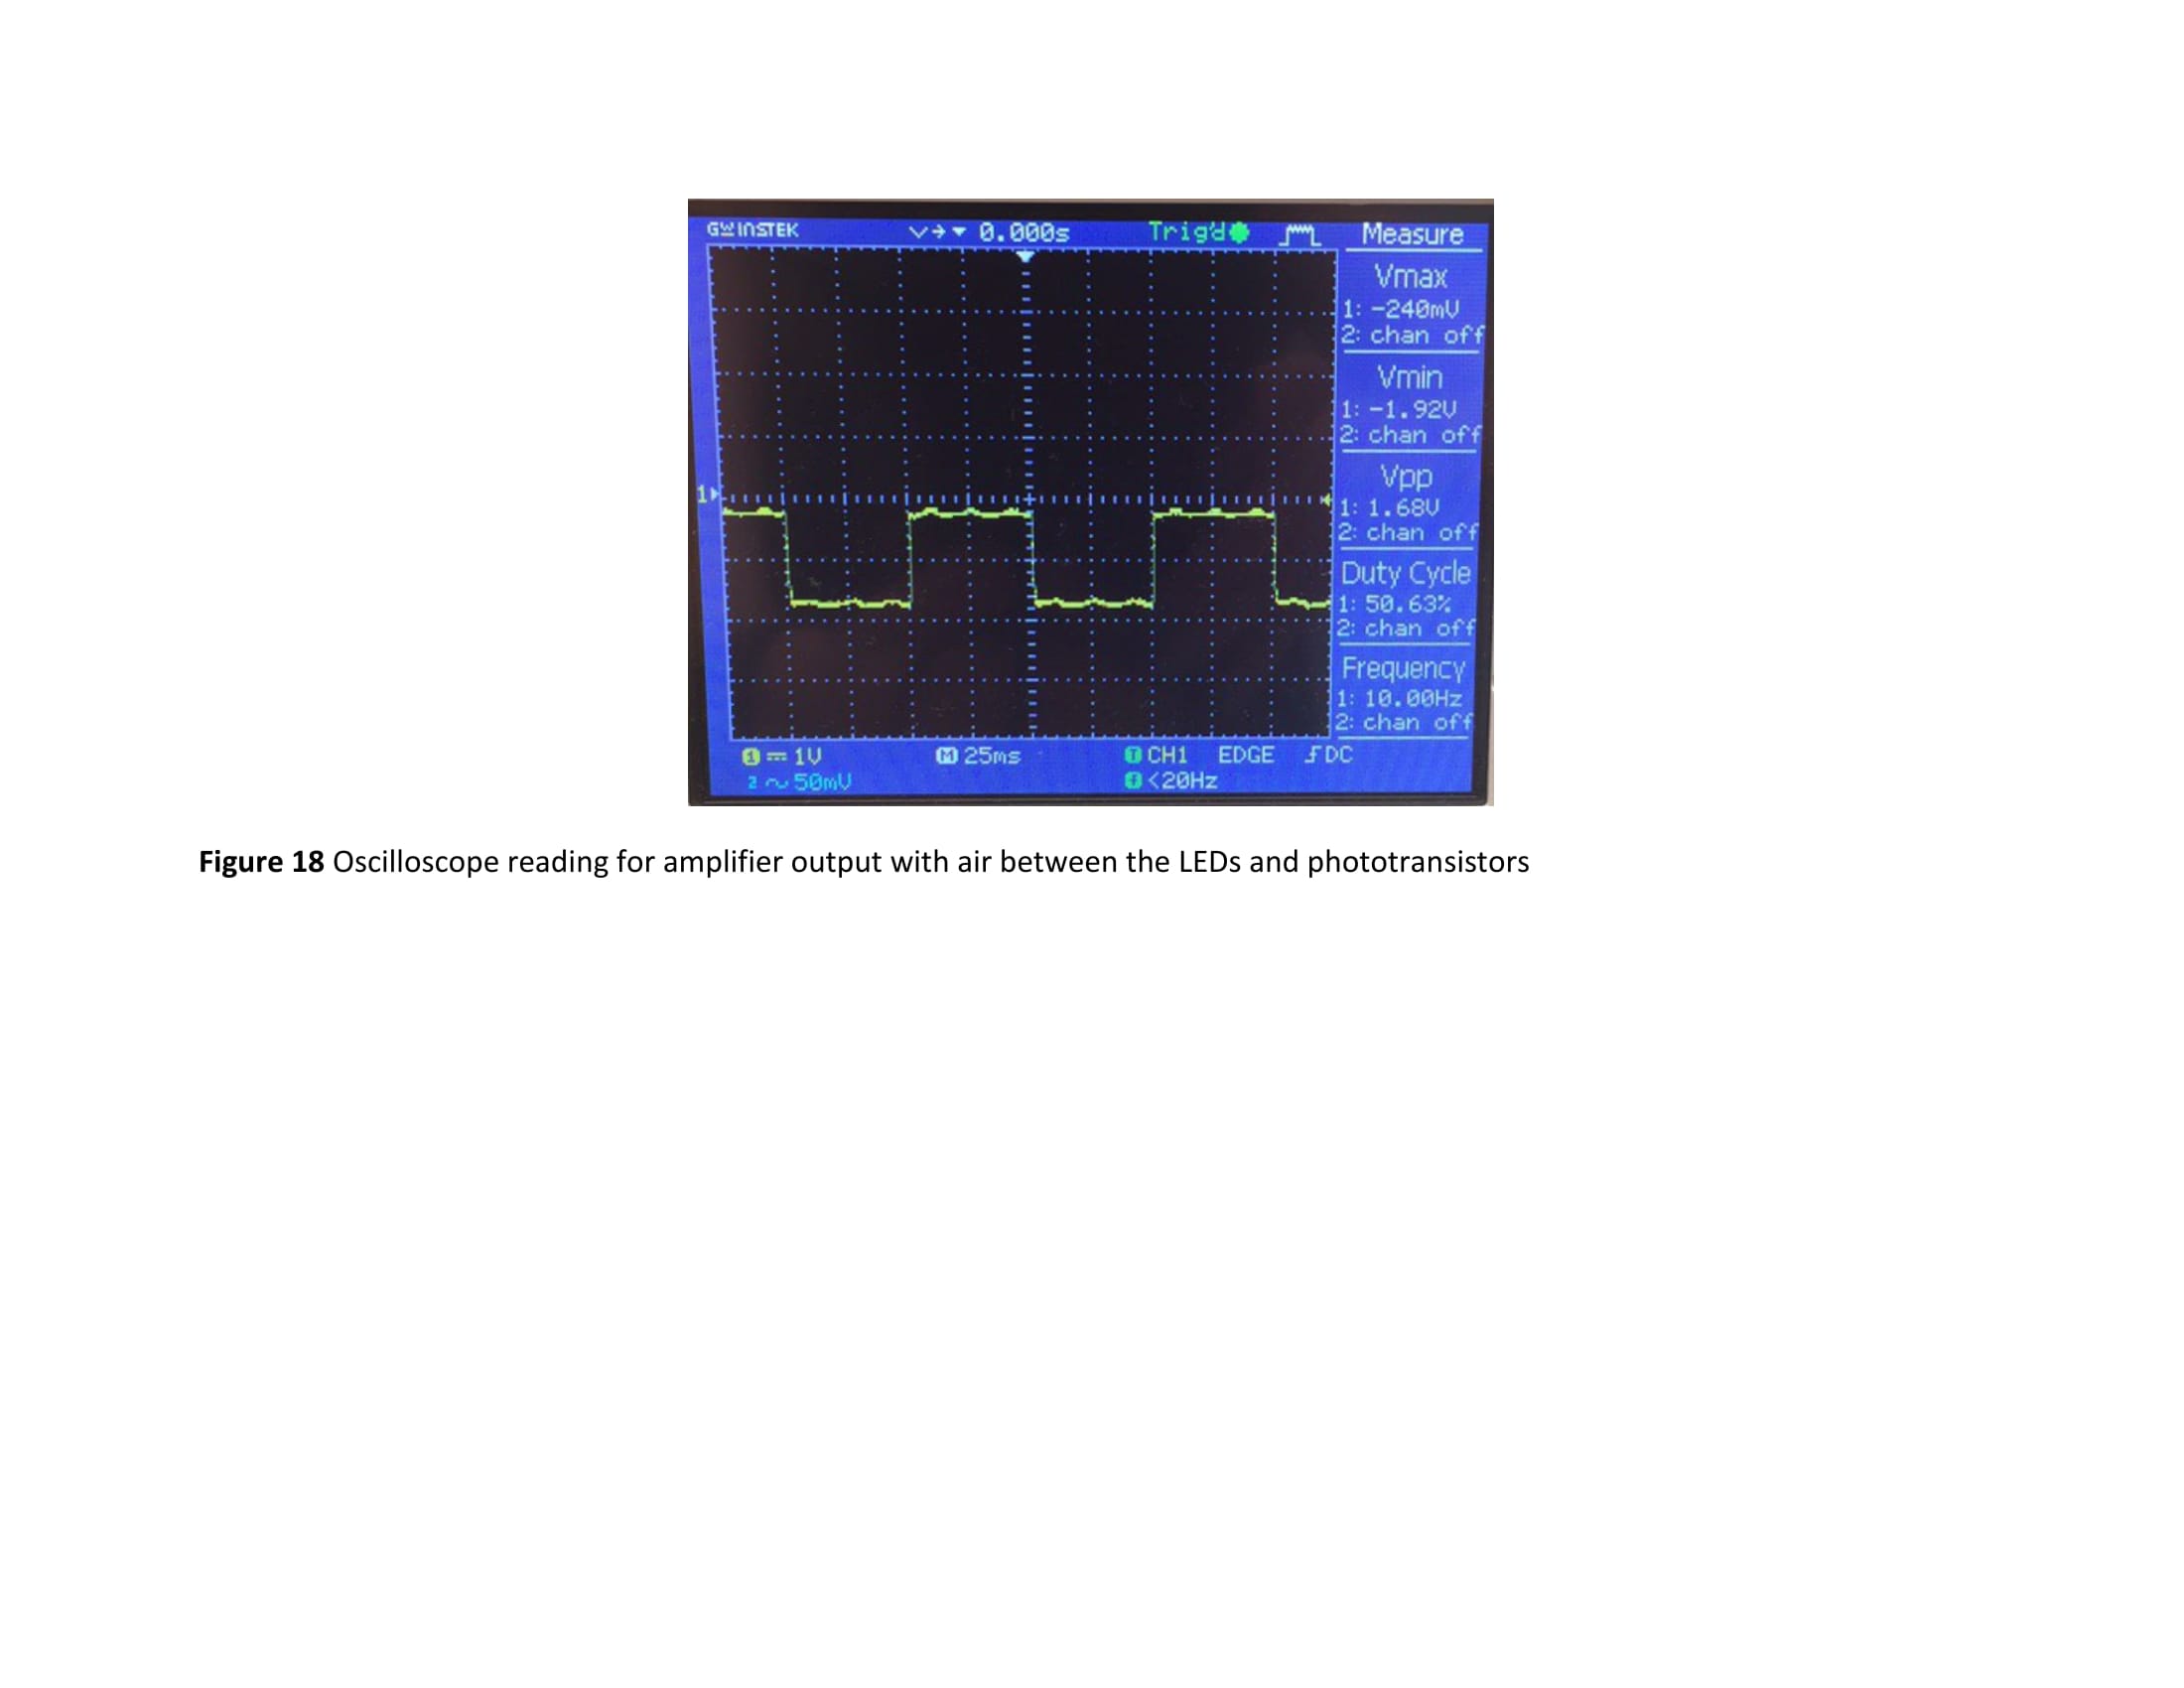 GWINSTEK 0.000s Trig'd Measure
Vmax
1: -240mV
2: chan off
Vmin
1: -1.92V
2: chan off
1 Vpp
1: 1.68V
2: chan off
Duty Cycle
1: 50.63%
2: chan off
Frequency
1: 10.00Hz
2: chan off
1 1V M 25ms T CH1 EDGE DC
2 50mV f <20Hz
Figure 18 Oscilloscope reading for amplifier output with air between the LEDs and phototransistors